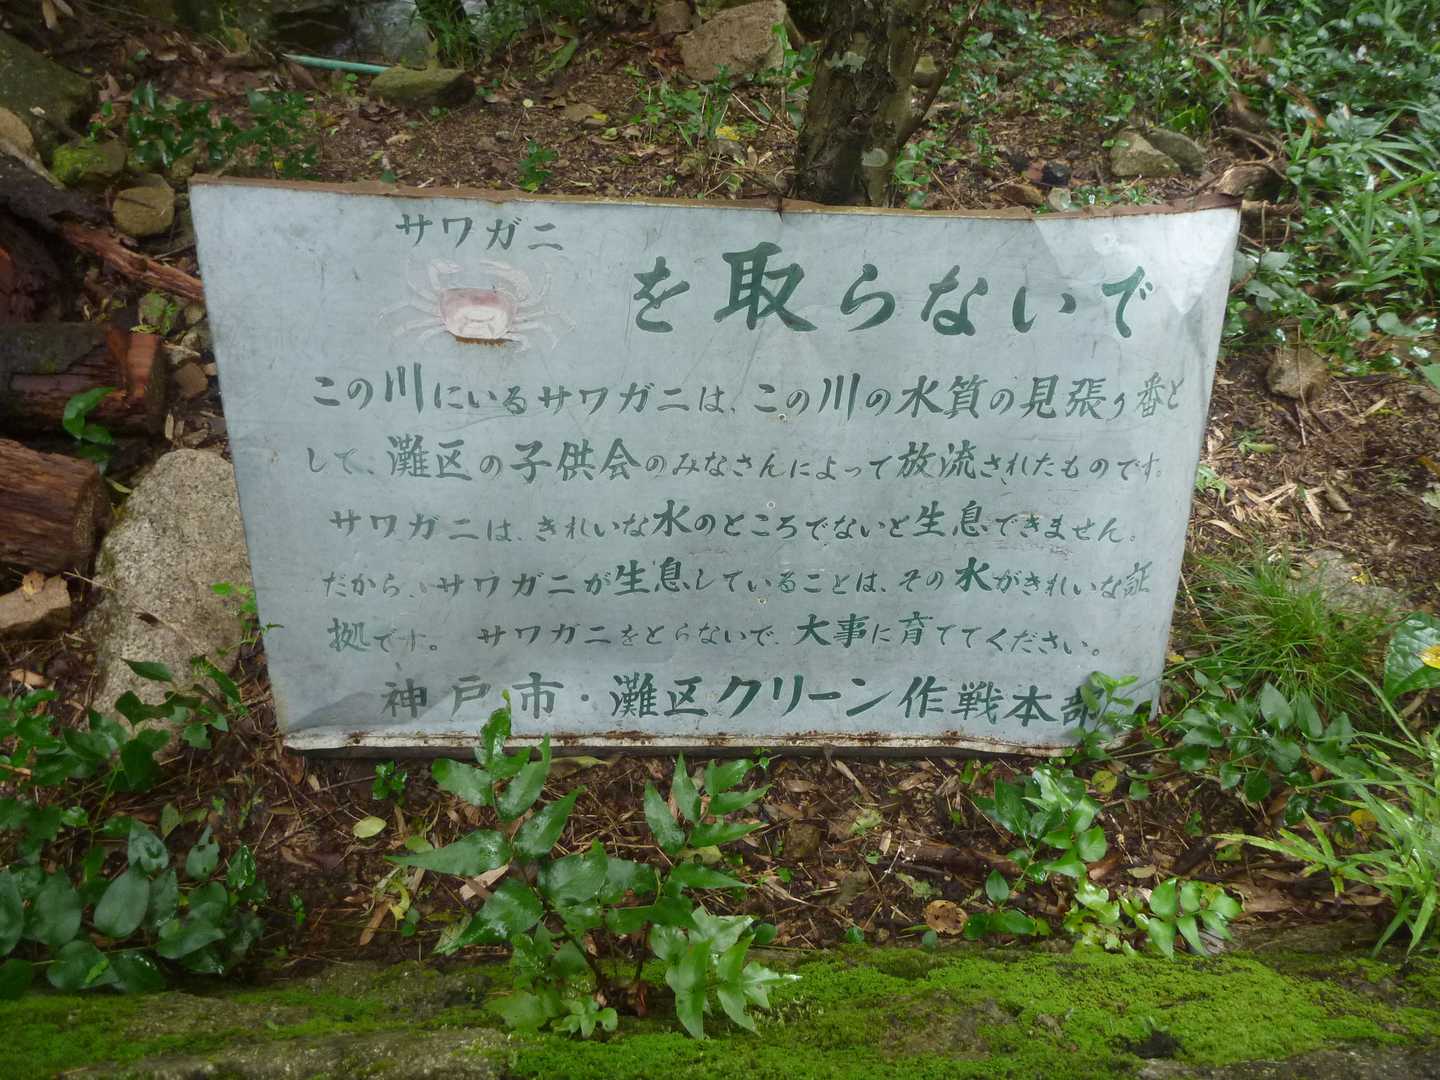 サワガニ
を取らないで
この川にいるサワガニは、この川の水質の見張り番と
して、灘区の子供会のみなさんによって放流されたものです。
サワガニは、きれいな水のところでないと生息できません。
だから、サワガニが生息していることは、その水がきれいな証
拠です。サワガニをとらないで、大事に育ててください。
神戸市・灘区クリーン作戦本部